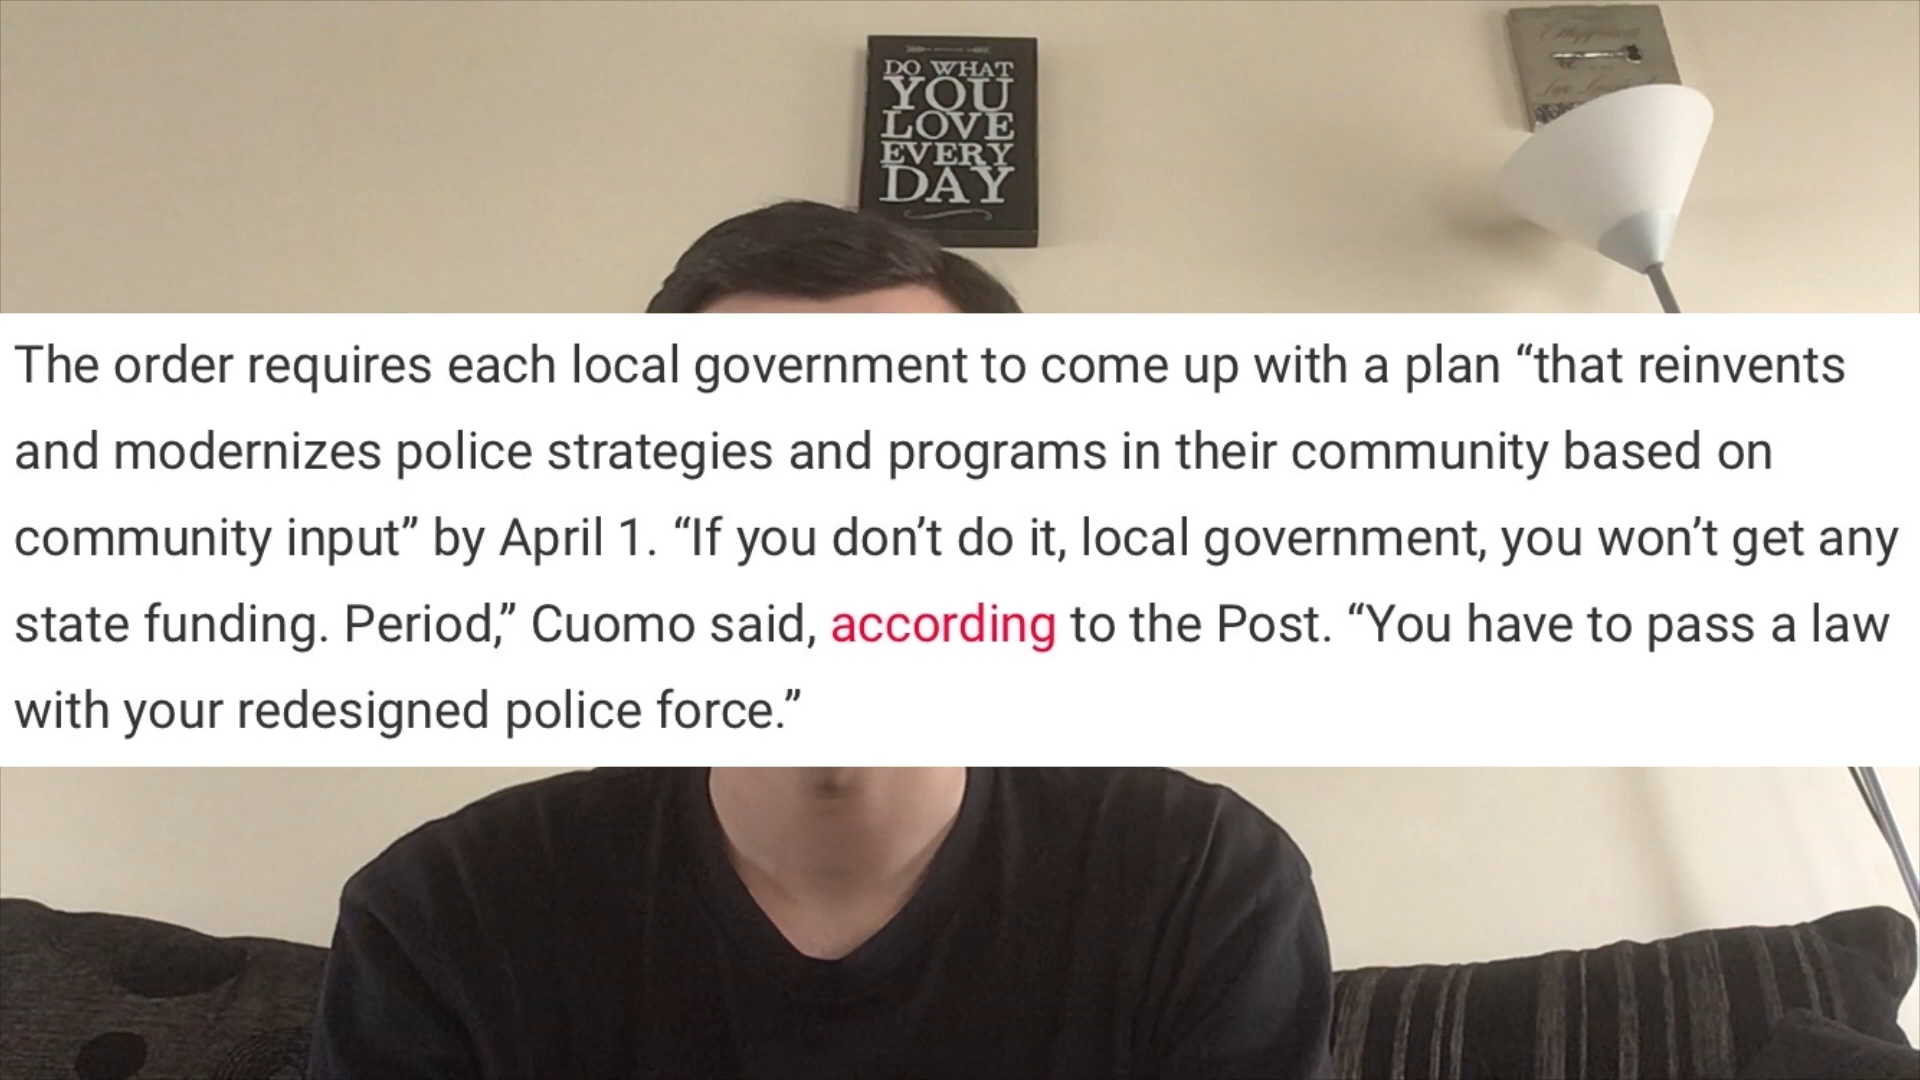 DO WHAT
YOU
LOVE
EVERY
DAY
The order requires each local government to come up with a plan “that reinvents
and modernizes police strategies and programs in their community based on
community input” by April 1. “If you don’t do it, local government, you won’t get any
state funding. Period,” Cuomo said, according to the Post. “You have to pass a law
with your redesigned police force.”